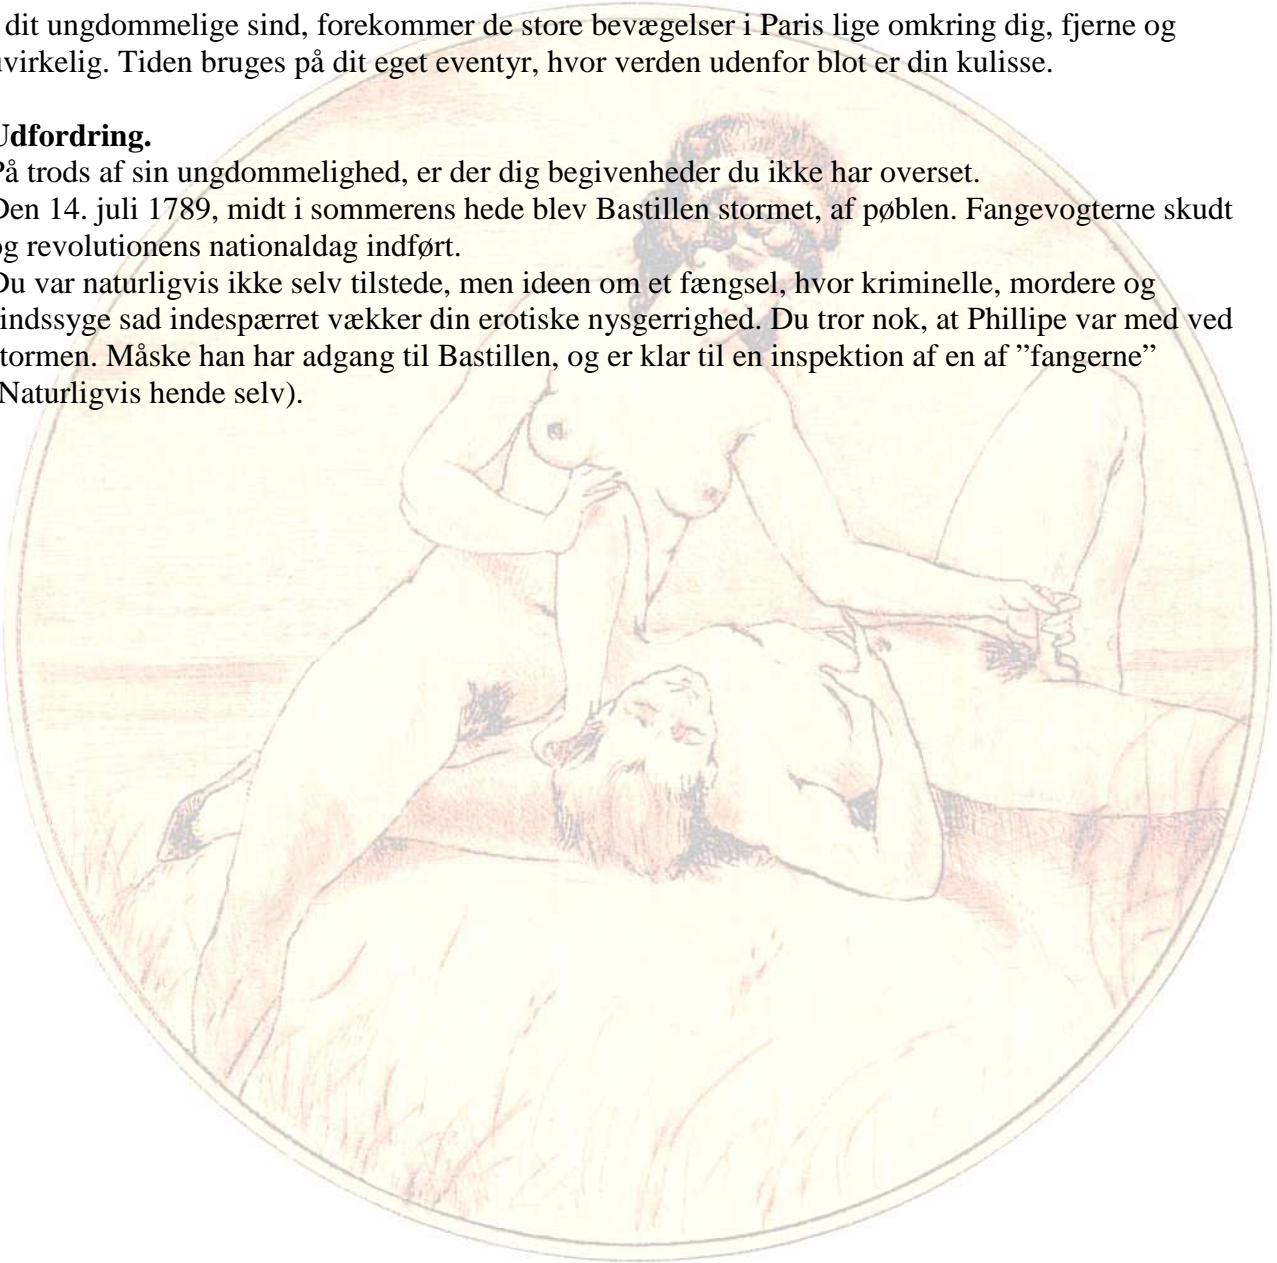 dit ungdommelige sind, forekommer de store bevægelser i Paris lige omkring dig, fjerne og
uvirkelig. Tiden bruges på dit eget eventyr, hvor verden udenfor blot er din kulisse.
Udfordring.
På trods af sin ungdommelighed, er der dig begivenheder du ikke har overset.
Den 14. juli 1789, midt i sommerens hede blev Bastillen stormet, af pøblen. Fangevogterne skudt
og revolutionens nationaldag indført.
Du var naturligvis ikke selv tilstede, men ideen om et fængsel, hvor kriminelle, mordere og
indssyge sad indespærret vækker din erotiske nysgerrighed. Du tror nok, at Phillipe var med ved
tormen. Måske han har adgang til Bastillen, og er klar til en inspektion af en af ”fangerne”
Naturligvis hende selv).